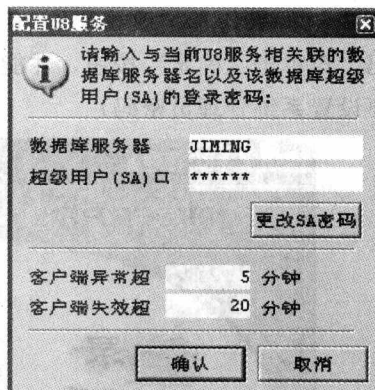 配置U8服务
请输入与当前U8服务相关联的数
据库服务器名以及该数据库超级
用户(SA)的登录密码:
数据库服务器 JIMING
超级用户(SA)口 ******
更改SA密码
客户端异常超 5 分钟
客户端失效超 20 分钟
确认 取消